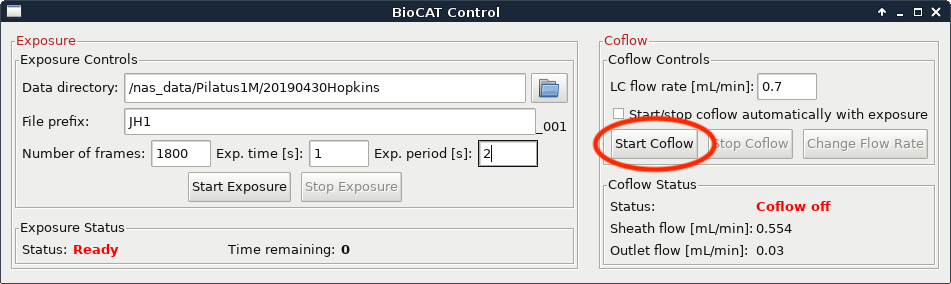 BioCAT Control
Exposure
Exposure Controls
Data directory: /nas_data/Pilatus1M/20190430Hopkins
File prefix: JH1 _001
Number of frames: 1800 Exp. time [s]: 1 Exp. period [s]: 2
Start Exposure Stop Exposure
Exposure Status
Status: Ready Time remaining: 0
Coflow
Coflow Controls
LC flow rate [mL/min]: 0.7
Start/stop coflow automatically with exposure
Start Coflow Stop Coflow Change Flow Rate
Coflow Status
Status: Coflow off
Sheath flow [mL/min]: 0.554
Outlet flow [mL/min]: 0.03